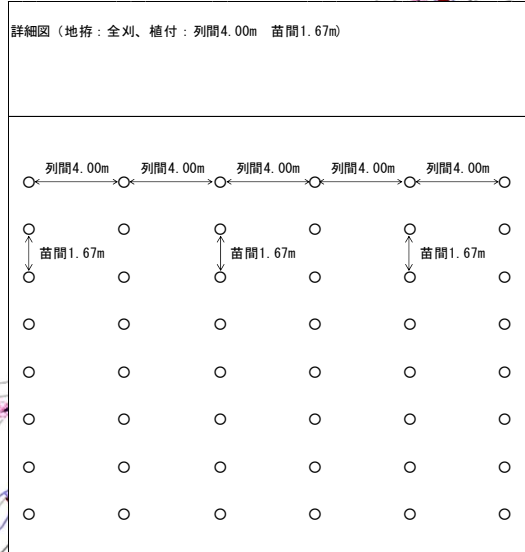 詳細図（地拵：全刈、植付：列間4.00m　苗間1.67m）
列間4.00m 列間4.00m 列間4.00m 列間4.00m 列間4.00m
苗間1.67m 苗間1.67m 苗間1.67m